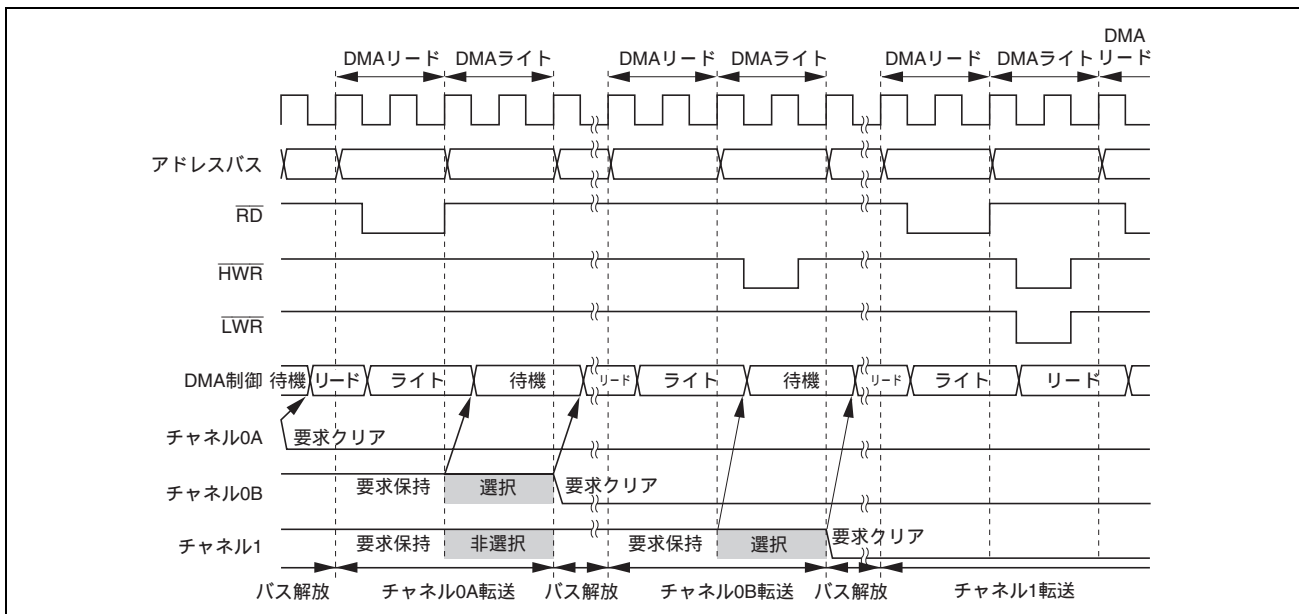 DMA
DMAリード DMAライト DMAリード DMAライト DMAリード DMAライト リード
アドレスバス
RD
HWR
LWR
DMA制御 待機 リード ライト 待機 リード ライト 待機 リード ライト リード
チャネル0A 要求クリア
チャネル0B 要求保持 選択 要求クリア
チャネル1 要求保持 非選択 要求保持 選択 要求クリア
バス解放 チャネル0A転送 バス解放 チャネル0B転送 バス解放 チャネル1転送